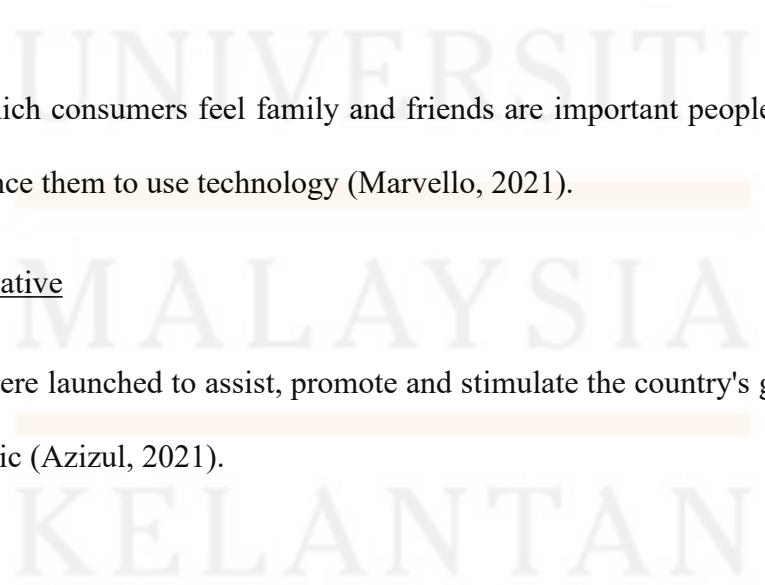 UNIVERSITI
ich consumers feel family and friends are important people
nce them to use technology (Marvello, 2021).
ative
MALAYSIA
ere launched to assist, promote and stimulate the country's g
ic (Azizul, 2021).
KELANTAN